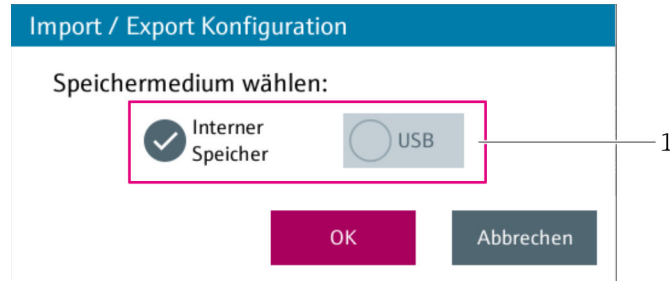 Import / Export Konfiguration
Speichermedium wählen:
Interner
Speicher
USB
1
OK
Abbrechen